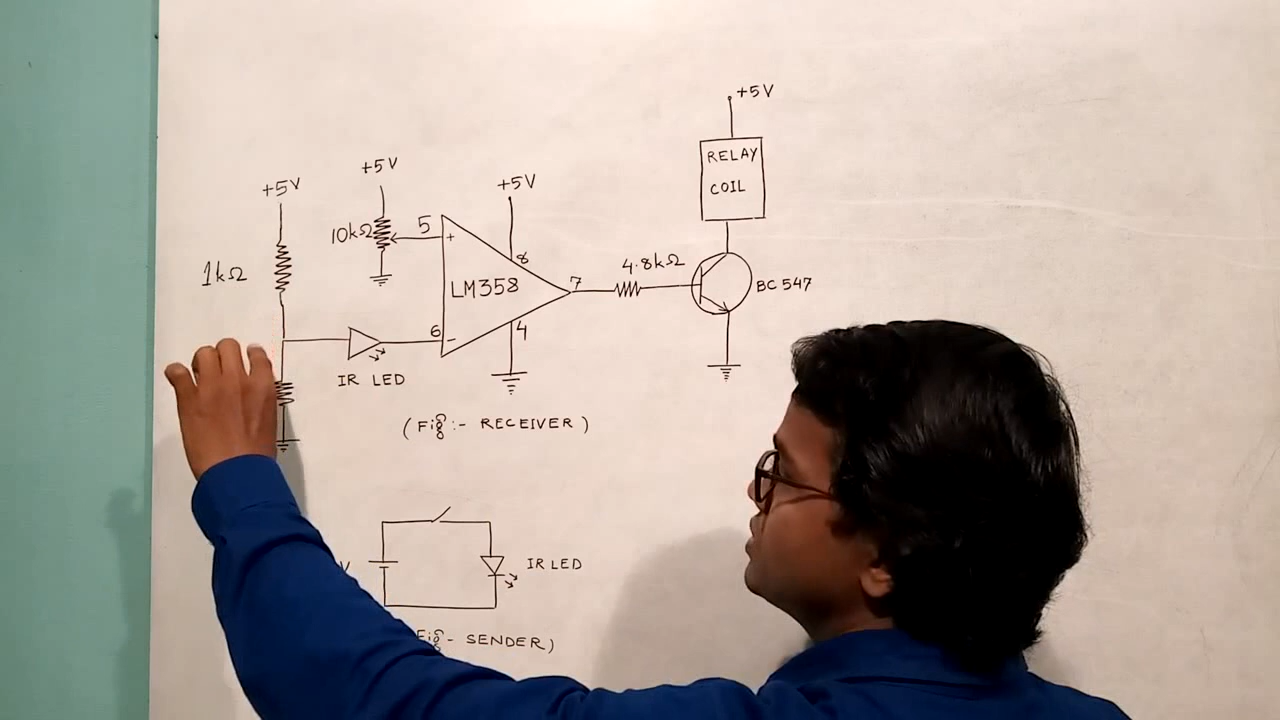 +5V
+5V
+5V
+5V
RELAY
COIL
1kΩ
10kΩ
5
+
8
LM358
7
4.8kΩ
BC 547
6
-
4
IR LED
(Fig:- RECEIVER)
V
IR LED
Fig- SENDER)